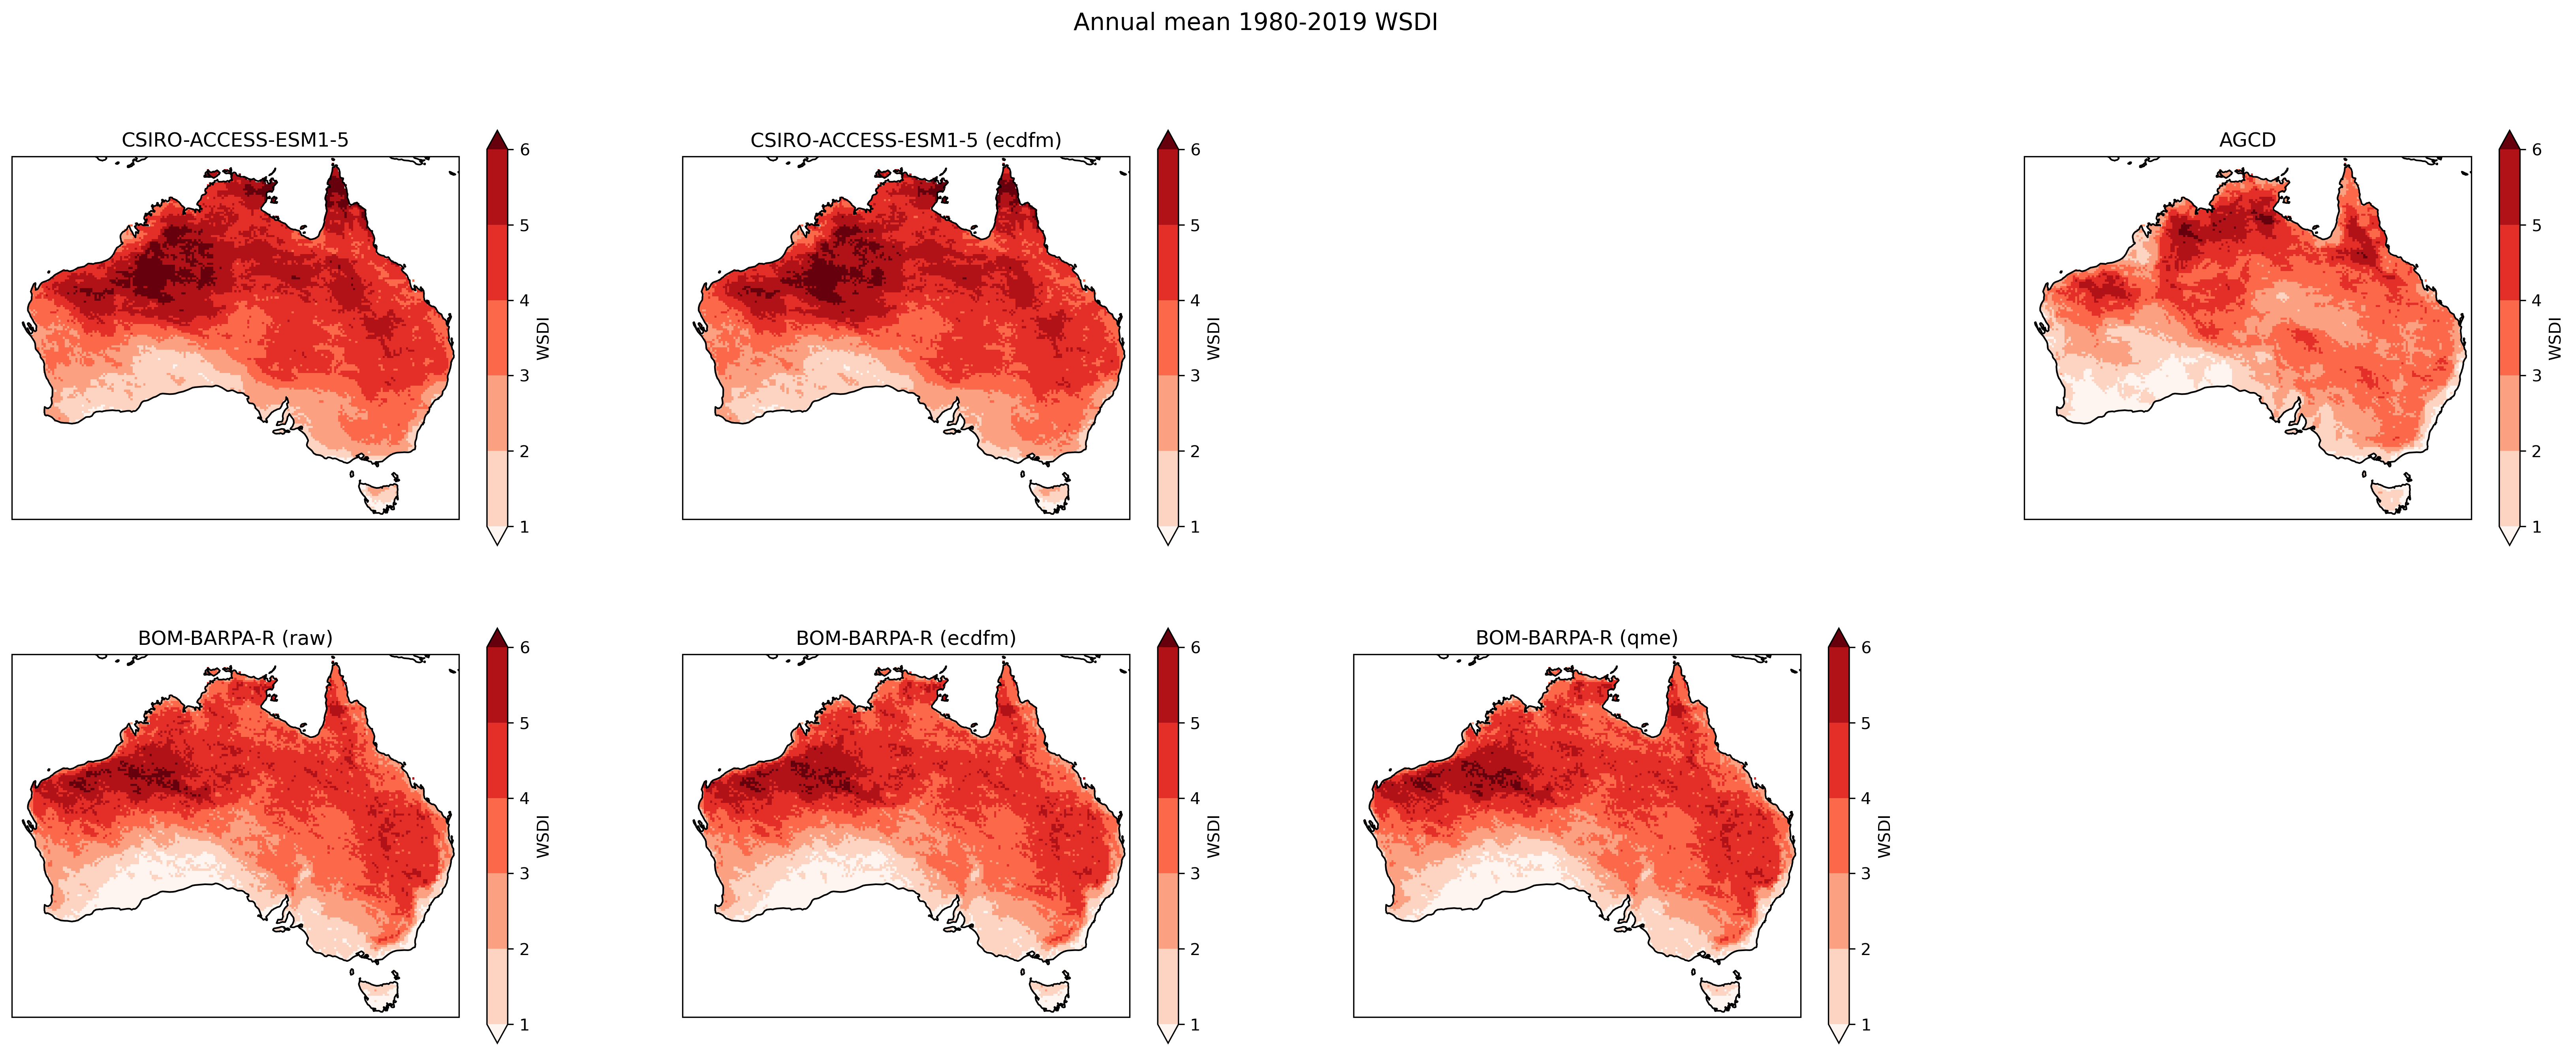 Annual mean 1980-2019 WSDI
CSIRO-ACCESS-ESM1-5
6
5
4
3
2
1
WSDI
CSIRO-ACCESS-ESM1-5 (ecdfm)
6
5
4
3
2
1
WSDI
AGCD
6
5
4
3
2
1
WSDI
BOM-BARPA-R (raw)
6
5
4
3
2
1
WSDI
BOM-BARPA-R (ecdfm)
6
5
4
3
2
1
WSDI
BOM-BARPA-R (qme)
6
5
4
3
2
1
WSDI